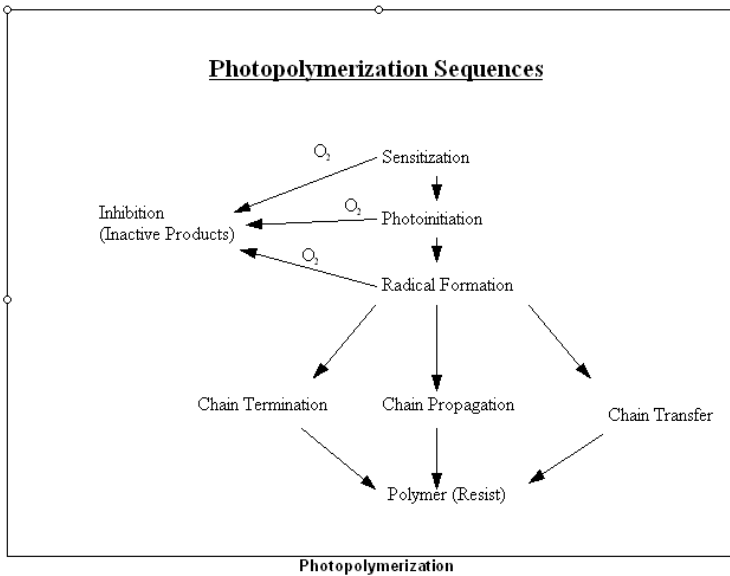 Photopolymerization Sequences
O₂
Sensitization
O₂
Photoinitiation
Inhibition
(Inactive Products)
O₂
Radical Formation
Chain Termination
Chain Propagation
Chain Transfer
Polymer (Resist)
Photopolymerization